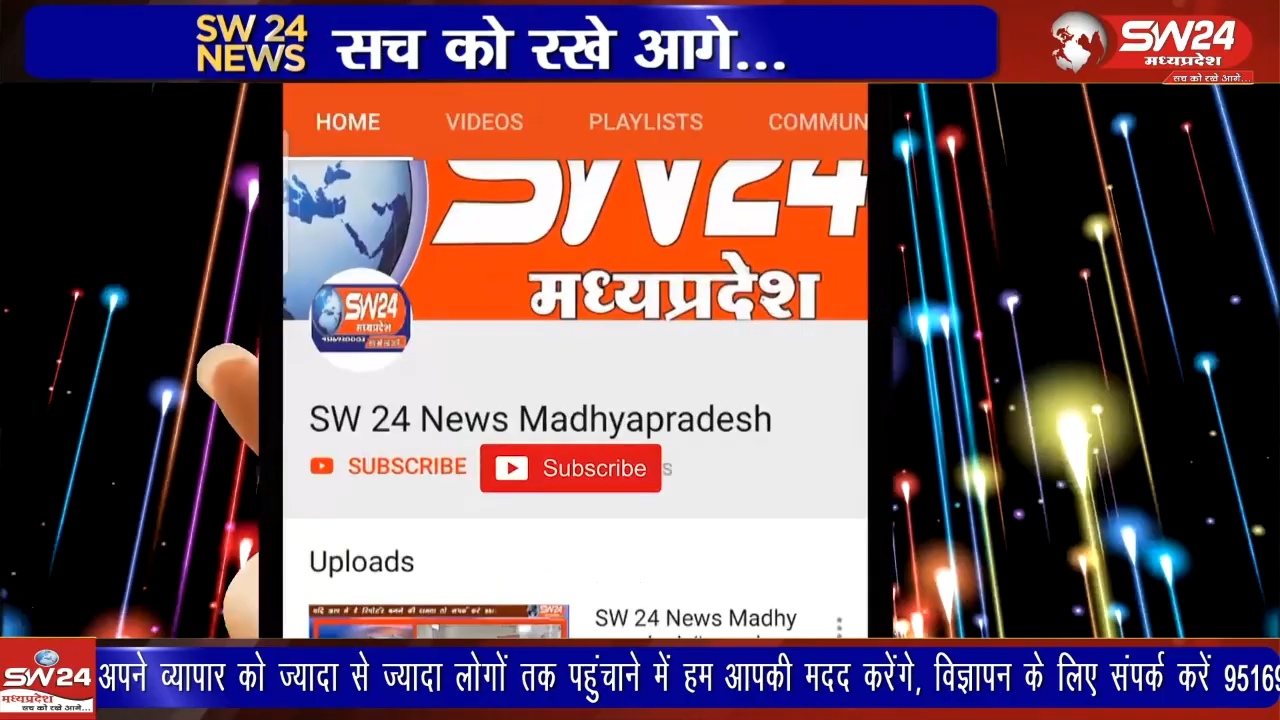 SW 24
NEWS
सच को रखे आगे...
SW24
मध्यप्रदेश
सच को रखे आगे...
HOME VIDEOS PLAYLISTS COMMUN
SW24
मध्यप्रदेश
SW24
मध्यप्रदेश
SW 24 News Madhyapradesh
SUBSCRIBE
Subscribe
s
Uploads
SW 24 News Madhy
SW24
मध्यप्रदेश
सच को रखे आगे...
अपने व्यापार को ज्यादा से ज्यादा लोगों तक पहुंचाने में हम आपकी मदद करेंगे, विज्ञापन के लिए संपर्क करें 95169